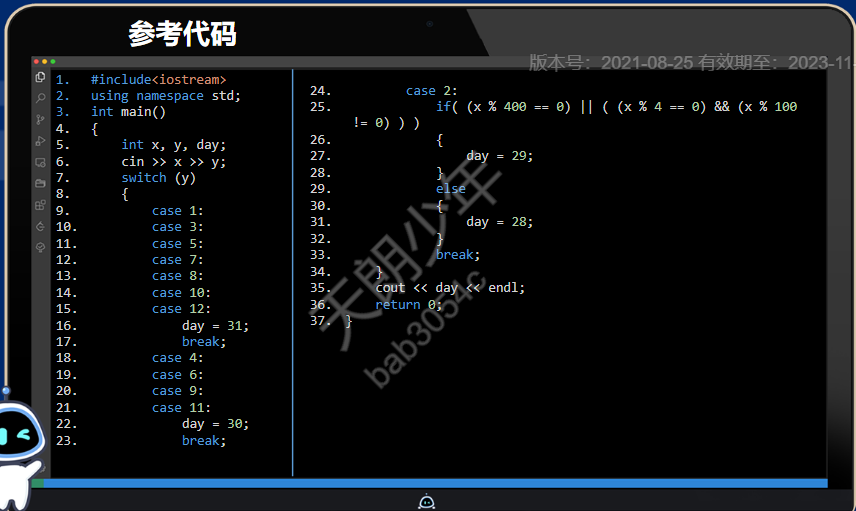 参考代码
版本号：2021-08-25 有效期至：2023-11-
1. #include<iostream>
2. using namespace std;
3. int main()
4. {
5. int x, y, day;
6. cin >> x >> y;
7. switch (y)
8. {
9. case 1:
10. case 3:
11. case 5:
12. case 7:
13. case 8:
14. case 10:
15. case 12:
16. day = 31;
17. break;
18. case 4:
19. case 6:
20. case 9:
21. case 11:
22. day = 30;
23. break;
24. case 2:
25. if( (x % 400 == 0) || ( (x % 4 == 0) && (x % 100
!= 0) ) )
26. {
27. day = 29;
28. }
29. else
30. {
31. day = 28;
32. }
33. break;
34. }
35. cout << day << endl;
36. return 0;
37. }
天朗少年
bab3054c